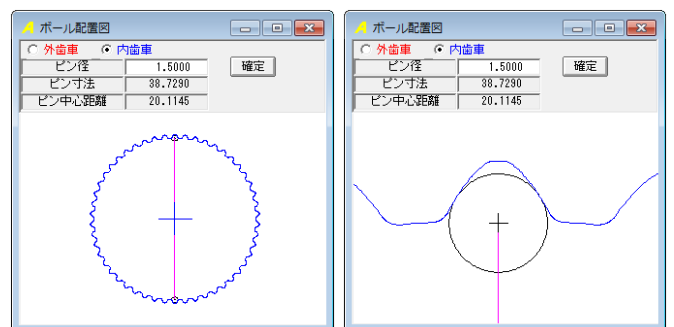 ボール配置図
外歯車 内歯車
ピン径 1.5000 確定
ピン寸法 38.7290
ピン中心距離 20.1145
ボール配置図
外歯車 内歯車
ピン径 1.5000 確定
ピン寸法 38.7290
ピン中心距離 20.1145